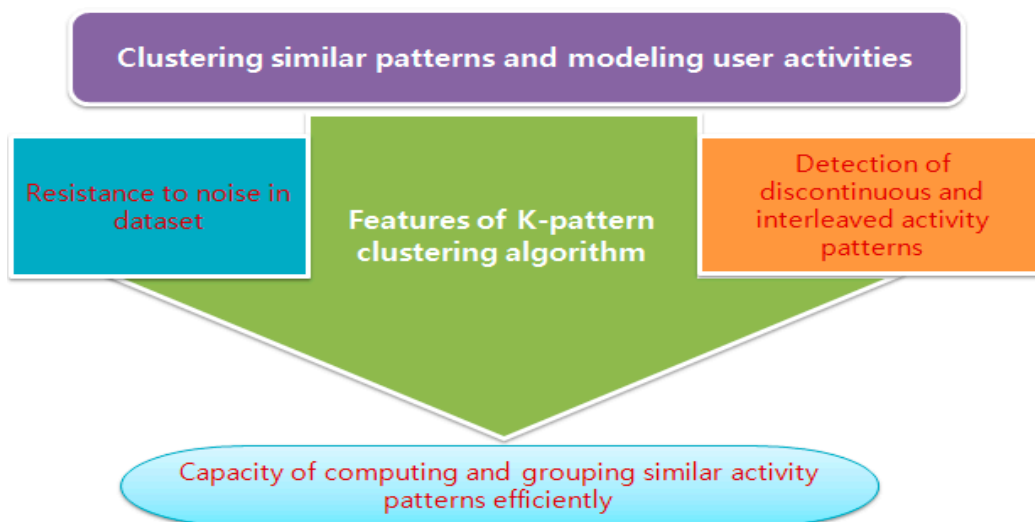 Clustering similar patterns and modeling user activities
Resistance to noise in
dataset
Features of K-pattern
clustering algorithm
Detection of
discontinuous and
interleaved activity
patterns
Capacity of computing and grouping similar activity
patterns efficiently